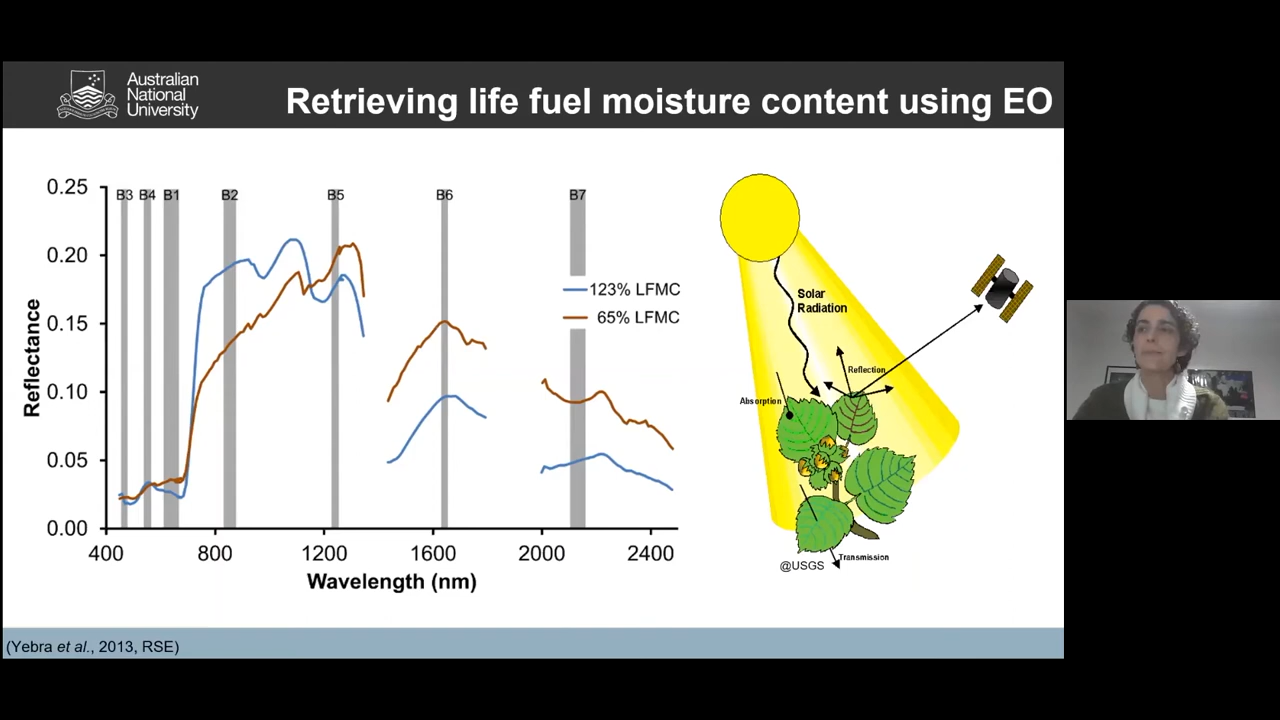 Australian
National
University
Retrieving life fuel moisture content using EO
0.25
0.20
0.15
0.10
0.05
0.00
Reflectance
B3 B4 B1 B2 B5 B6 B7
123% LFMC
65% LFMC
400 800 1200 1600 2000 2400
Wavelength (nm)
Solar
Radiation
Reflection
Absorption
Transmission
@USGS
(Yebra et al., 2013, RSE)